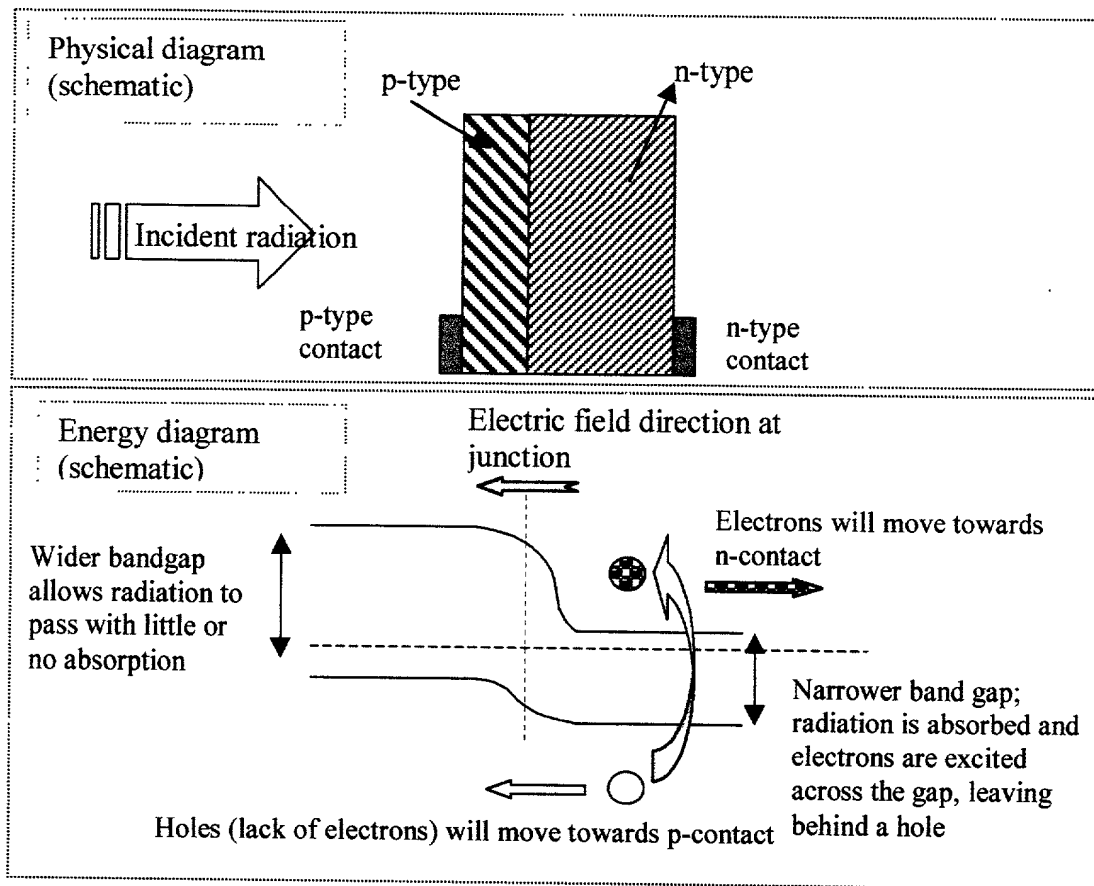 Physical diagram
(schematic)
p-type
n-type
Incident radiation
p-type
contact
n-type
contact
Energy diagram
(schematic)
Electric field direction at
junction
Wider bandgap
allows radiation to
pass with little or
no absorption
Electrons will move towards
n-contact
Narrower band gap;
radiation is absorbed and
electrons are excited
across the gap, leaving
behind a hole
Holes (lack of electrons) will move towards p-contact